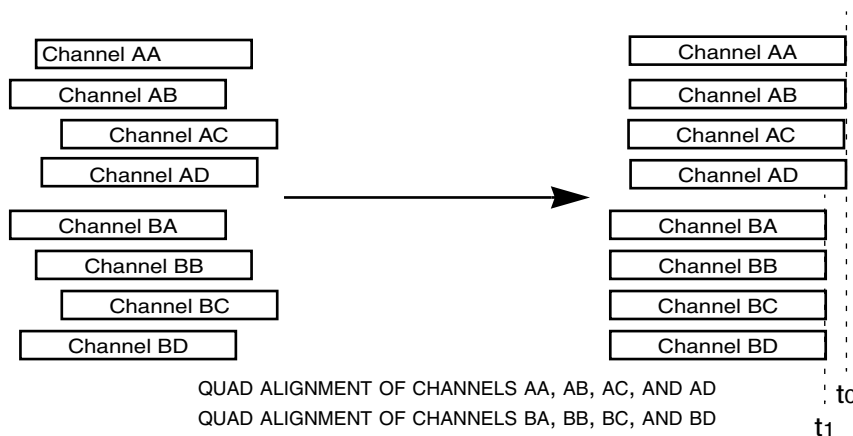 Channel AA
Channel AB
Channel AC
Channel AD
Channel BA
Channel BB
Channel BC
Channel BD
Channel AA
Channel AB
Channel AC
Channel AD
Channel BA
Channel BB
Channel BC
Channel BD
QUAD ALIGNMENT OF CHANNELS AA, AB, AC, AND AD
QUAD ALIGNMENT OF CHANNELS BA, BB, BC, AND BD
t0
t1